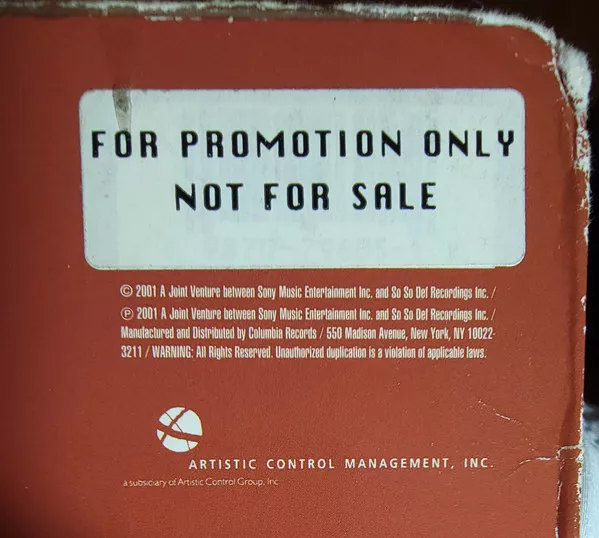 FOR PROMOTION ONLY
NOT FOR SALE
© 2001 A Joint Venture between Sony Music Entertainment Inc. and So So Def Recordings Inc. /
℗ 2001 A Joint Venture between Sony Music Entertainment Inc. and So So Def Recordings Inc. /
Manufactured and Distributed by Columbia Records / 550 Madison Avenue, New York, NY 10022-
3211 / WARNING: All Rights Reserved. Unauthorized duplication is a violation of applicable laws.
ARTISTIC CONTROL MANAGEMENT, INC.
a subsidiary of Artistic Control Group, Inc